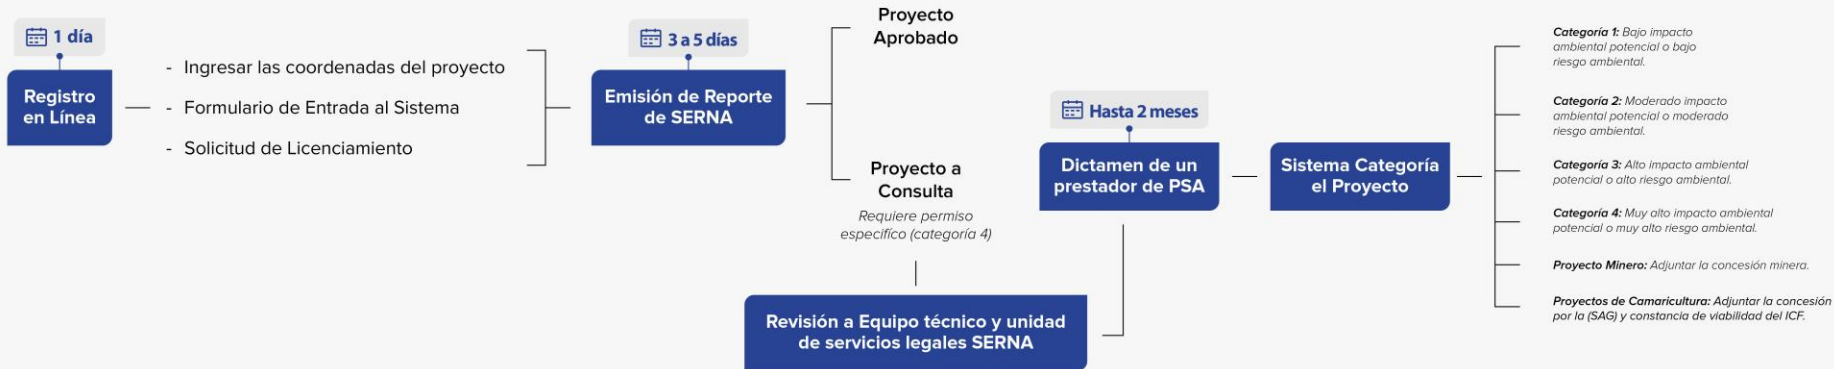 1 día
Registro
en Línea
- Ingresar las coordenadas del proyecto
- Formulario de Entrada al Sistema
- Solicitud de Licenciamiento
3 a 5 días
Emisión de Reporte
de SERNA
Proyecto
Aprobado
Proyecto a
Consulta
Requiere permiso
especifíco (categoría 4)
Revisión a Equipo técnico y unidad
de servicios legales SERNA
Hasta 2 meses
Dictamen de un
prestador de PSA
Sistema Categoría
el Proyecto
Categoría 1: Bajo impacto
ambiental potencial o bajo
riesgo ambiental.
Categoría 2: Moderado impacto
ambiental potencial o moderado
riesgo ambiental.
Categoría 3: Alto impacto ambiental
potencial o alto riesgo ambiental.
Categoría 4: Muy alto impacto ambiental
potencial o muy alto riesgo ambiental.
Proyecto Minero: Adjuntar la concesión minera.
Proyectos de Camaricultura: Adjuntar la concesión
por la (SAG) y constancia de viabilidad del ICF.